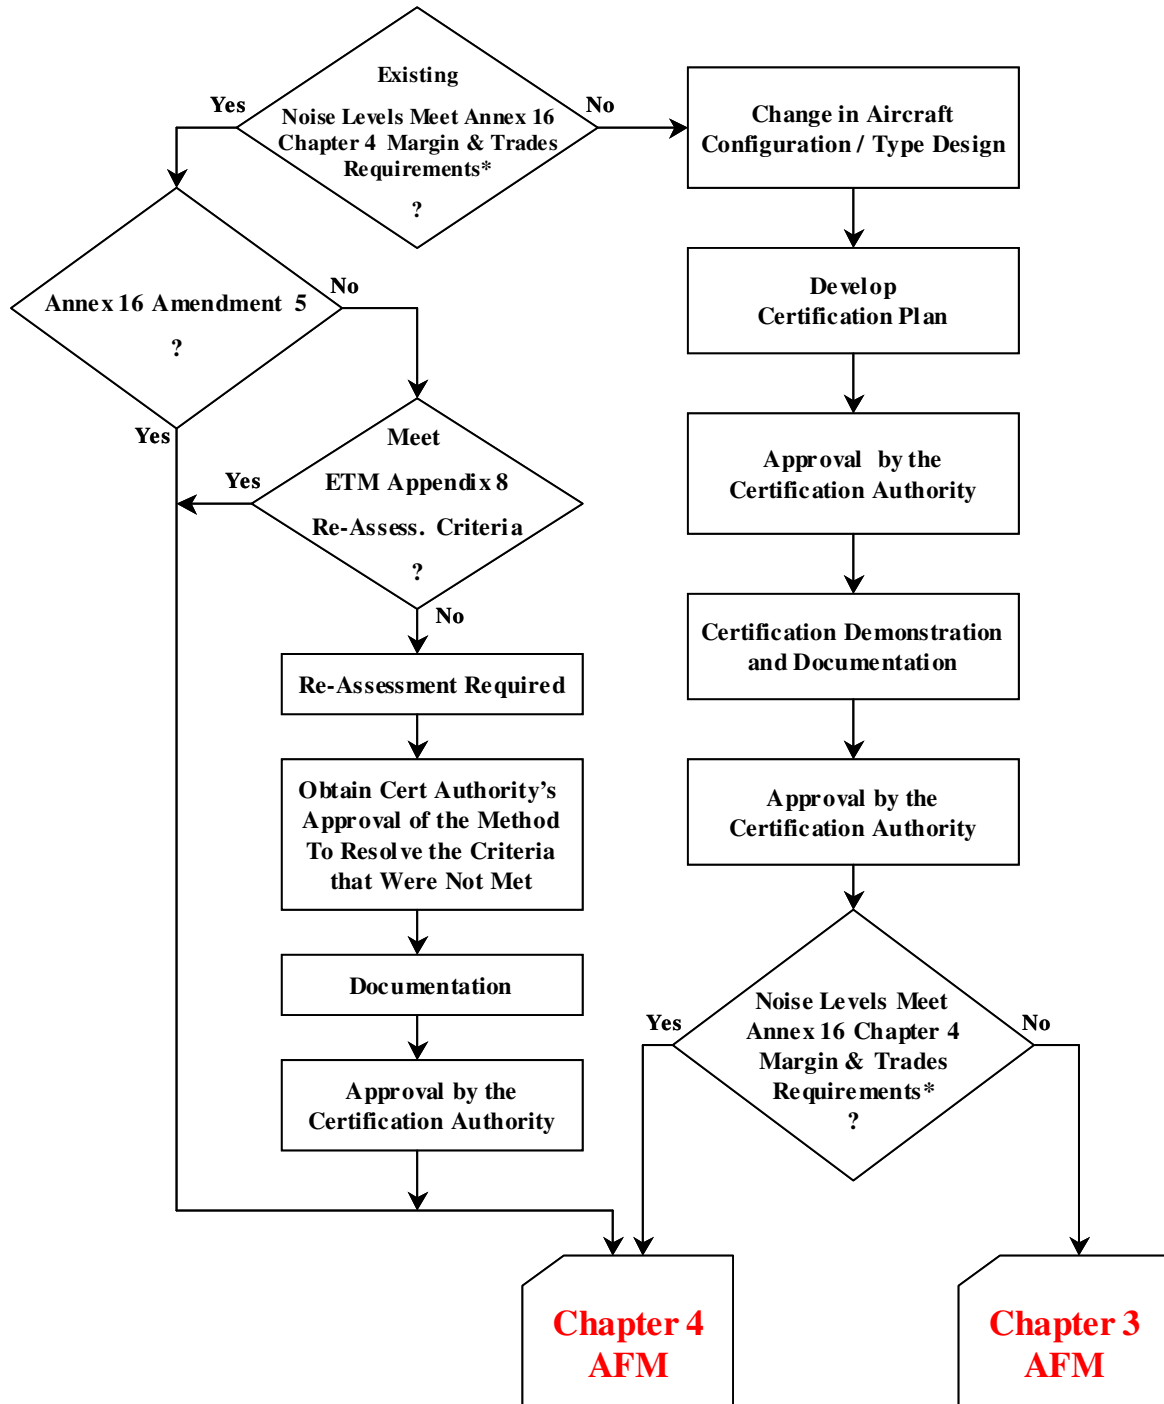 Existing
Noise Levels Meet Annex 16
Chapter 4 Margin & Trades
Requirements*
?
Yes
No
Change in Aircraft
Configuration / Type Design
Annex 16 Amendment 5
?
No
Yes
Develop
Certification Plan
Meet
ETM Appendix 8
Re-Assess. Criteria
?
Yes
No
Approval by the
Certification Authority
Certification Demonstration
and Documentation
Re-Assessment Required
Obtain Cert Authority's
Approval of the Method
To Resolve the Criteria
that Were Not Met
Approval by the
Certification Authority
Documentation
Approval by the
Certification Authority
Noise Levels Meet
Annex 16 Chapter 4
Margin & Trades
Requirements*
?
Yes
No
Chapter 4
AFM
Chapter 3
AFM